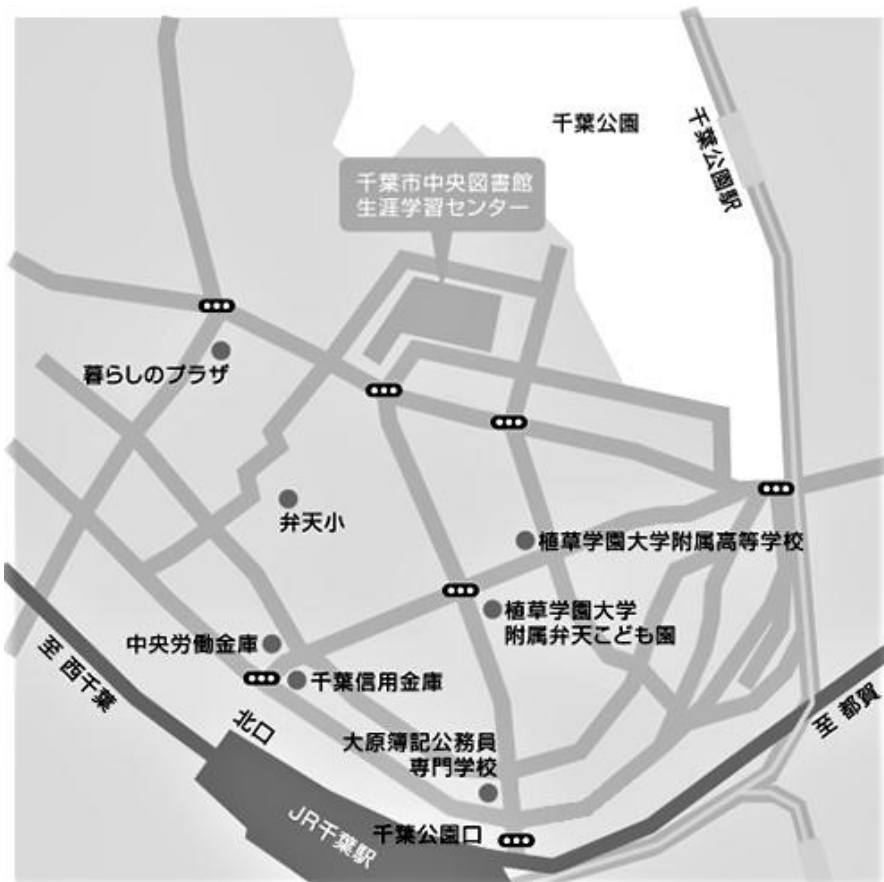 千葉公園
千葉公園駅
千葉市中央図書館
生涯学習センター
暮らしのプラザ
弁天小
植草学園大学附属高等学校
植草学園大学
附属弁天こども園
中央労働金庫
千葉信用金庫
至 西千葉
北口
大原簿記公務員
専門学校
至 都賀
JR千葉駅
千葉公園口